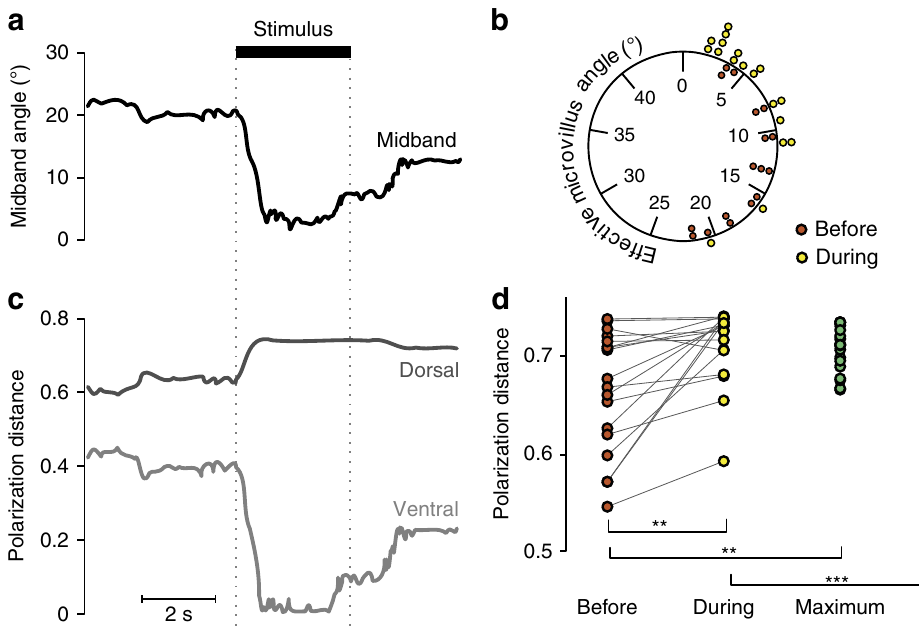 a
Stimulus
Midband angle (°)
30
20
10
0
Midband
b
Effective microvillus angle (°)
0
5
10
15
20
25
30
35
40
Before
During
c
Polarization distance
0.8
0.6
0.4
0.2
0
Dorsal
Ventral
2 s
d
Polarization distance
0.7
0.6
0.5
**
**
***
Before
During
Maximum